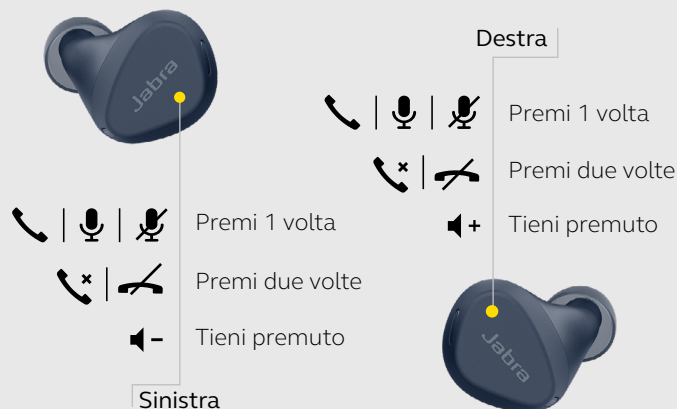 Jabra
Premi 1 volta
Premi due volte
Tieni premuto
Sinistra
Destra
Premi 1 volta
Premi due volte
Tieni premuto
Jabra